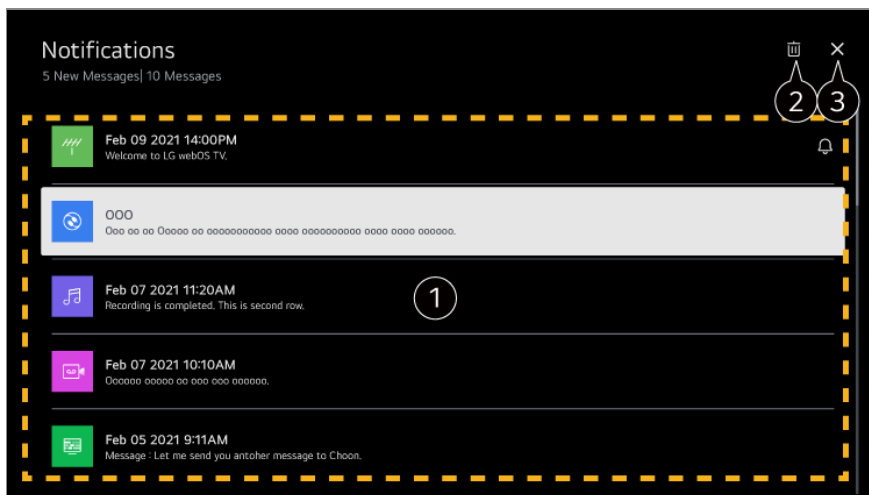 Notifications
5 New Messages| 10 Messages
2
3
Feb 09 2021 14:00PM
Welcome to LG webOS TV.
OOO
Ooo oo oo Ooooo oo ooooooooooo oooo oooooooooo oooo oooo oooooo.
Feb 07 2021 11:20AM
Recording is completed. This is second row.
1
Feb 07 2021 10:10AM
Oooooo ooooo oo ooo ooo oooooo.
Feb 05 2021 9:11AM
Message : Let me send you antoher message to Choon.